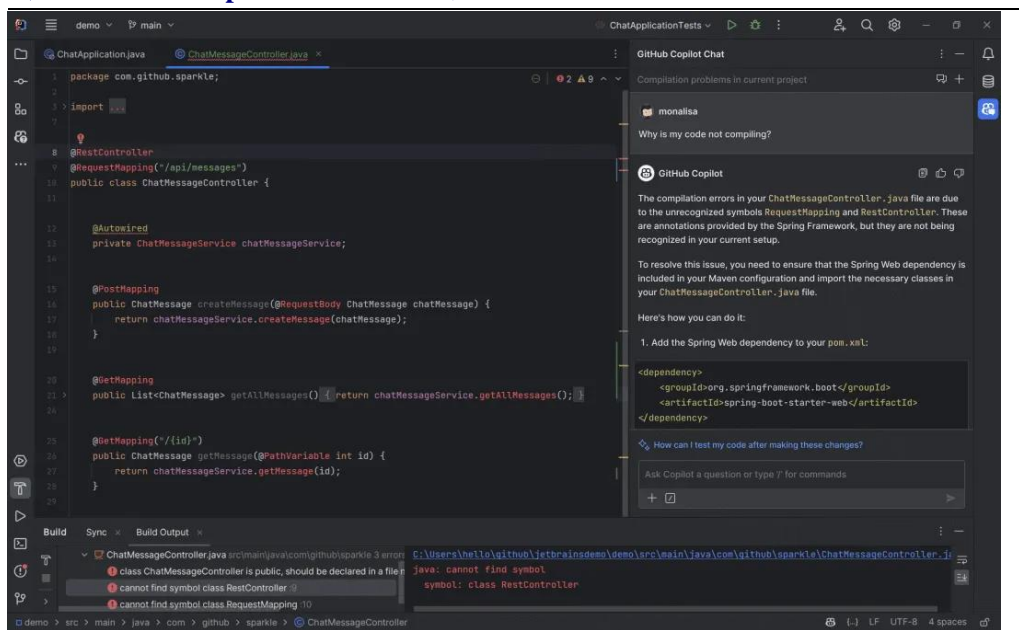 demo
main
ChatApplicationTests
ChatApplication.java
ChatMessageController.java
GitHub Copilot Chat
1 package com.github.sparkle;
2 9
2
3 import ...
7
8 @RestController
9 @RequestMapping("/api/messages")
10 public class ChatMessageController {
11
12 @Autowired
13 private ChatMessageService chatMessageService;
14
15 @PostMapping
16 public ChatMessage createMessage(@RequestBody ChatMessage chatMessage) {
17 return chatMessageService.createMessage(chatMessage);
18 }
19
20 @GetMapping
21 public List<ChatMessage> getAllMessages() { return chatMessageService.getAllMessages(); }
25 @GetMapping("/{id}")
26 public ChatMessage getMessage(@PathVariable int id) {
27 return chatMessageService.getMessage(id);
28 }
29
Compilation problems in current project
monalisa
Why is my code not compiling?
GitHub Copilot
The compilation errors in your ChatMessageController.java file are due
to the unrecognized symbols RequestMapping and RestController. These
are annotations provided by the Spring Framework, but they are not being
recognized in your current setup.
To resolve this issue, you need to ensure that the Spring Web dependency is
included in your Maven configuration and import the necessary classes in
your ChatMessageController.java file.
Here's how you can do it:
1. Add the Spring Web dependency to your pom.xml:
<dependency>
<groupId>org.springframework.boot</groupId>
<artifactId>spring-boot-starter-web</artifactId>
</dependency>
How can I test my code after making these changes?
Ask Copilot a question or type '/' for commands
Build
Sync
Build Output
ChatMessageController.java src\main\java\com\github\sparkle 3 errors
class ChatMessageController is public, should be declared in a file
cannot find symbol class RestController :9
cannot find symbol class RequestMapping :10
C:\Users\hello\github\jetbrainsdemo\demo\src\main\java\com\github\sparkle\ChatMessageController.j
java: cannot find symbol
symbol: class RestController
demo > src > main > java > com > github > sparkle > ChatMessageController
{..} LF UTF-8 4 spaces